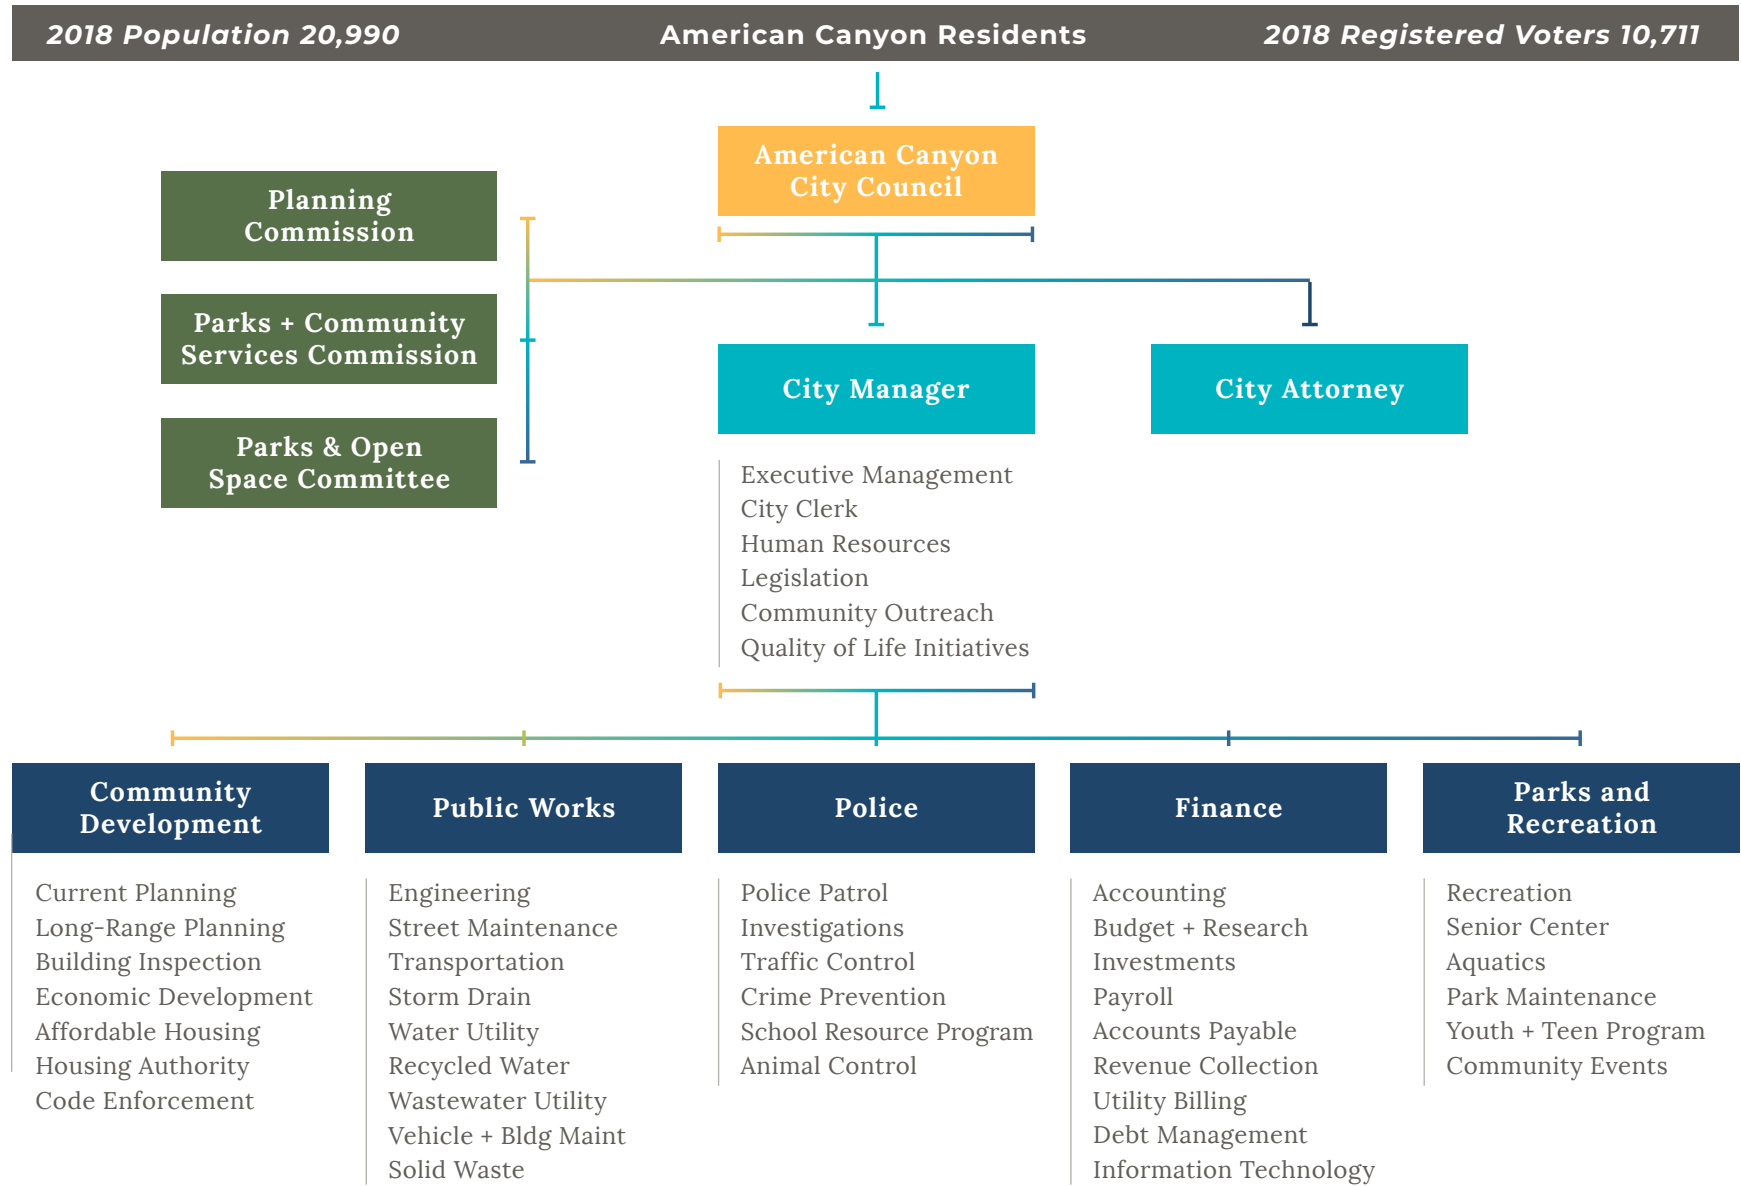 2018 Population 20,990
American Canyon Residents
2018 Registered Voters 10,711
American Canyon
City Council
Planning
Commission
Parks + Community
Services Commission
Parks & Open
Space Committee
City Manager
City Attorney
Executive Management
City Clerk
Human Resources
Legislation
Community Outreach
Quality of Life Initiatives
Community
Development
Current Planning
Long-Range Planning
Building Inspection
Economic Development
Affordable Housing
Housing Authority
Code Enforcement
Public Works
Engineering
Street Maintenance
Transportation
Storm Drain
Water Utility
Recycled Water
Wastewater Utility
Vehicle + Bldg Maint
Solid Waste
Police
Police Patrol
Investigations
Traffic Control
Crime Prevention
School Resource Program
Animal Control
Finance
Accounting
Budget + Research
Investments
Payroll
Accounts Payable
Revenue Collection
Utility Billing
Debt Management
Information Technology
Parks and
Recreation
Recreation
Senior Center
Aquatics
Park Maintenance
Youth + Teen Program
Community Events